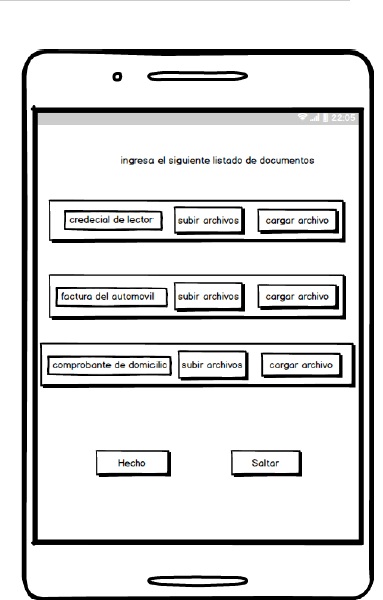 22:05
ingresa el siguiente listado de documentos
credecial de lector subir archivos cargar archivo
factura del automovil subir archivos cargar archivo
comprobante de domicilio subir archivos cargar archivo
Hecho Saltar